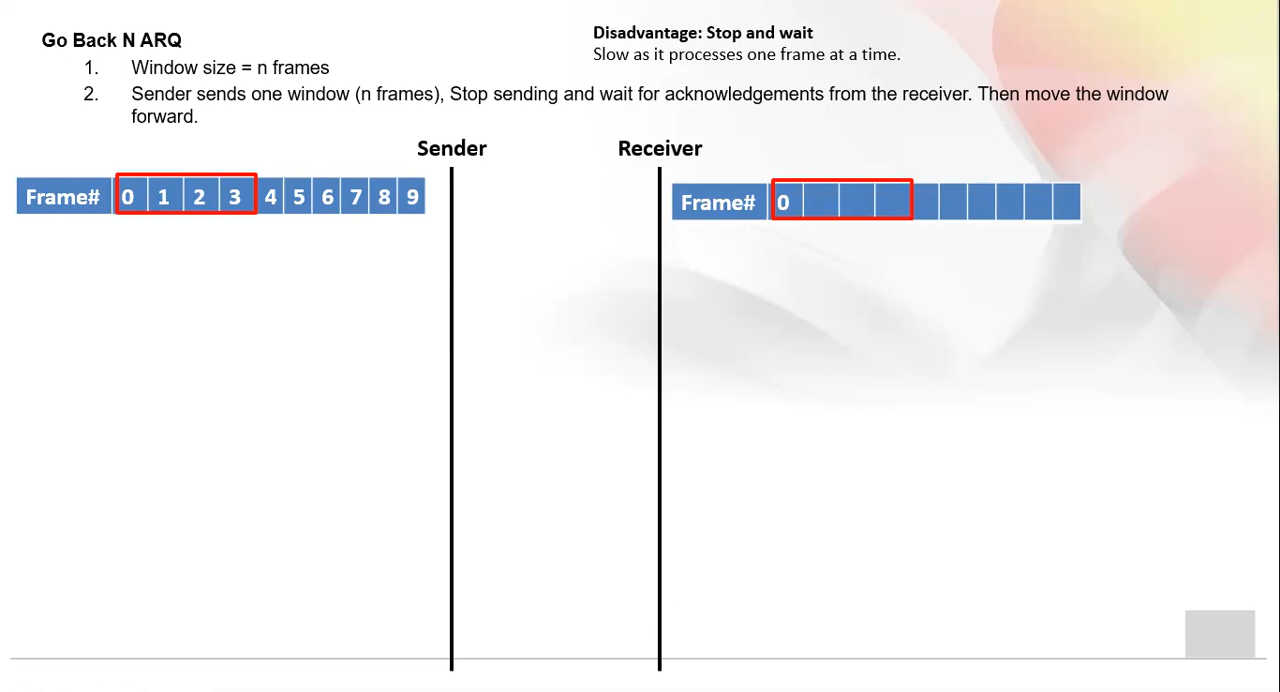 Go Back N ARQ
Disadvantage: Stop and wait
Slow as it processes one frame at a time.
1. Window size = n frames
2. Sender sends one window (n frames), Stop sending and wait for acknowledgements from the receiver. Then move the window
forward.
Sender
Receiver
Frame# 0 1 2 3 4 5 6 7 8 9
Frame# 0